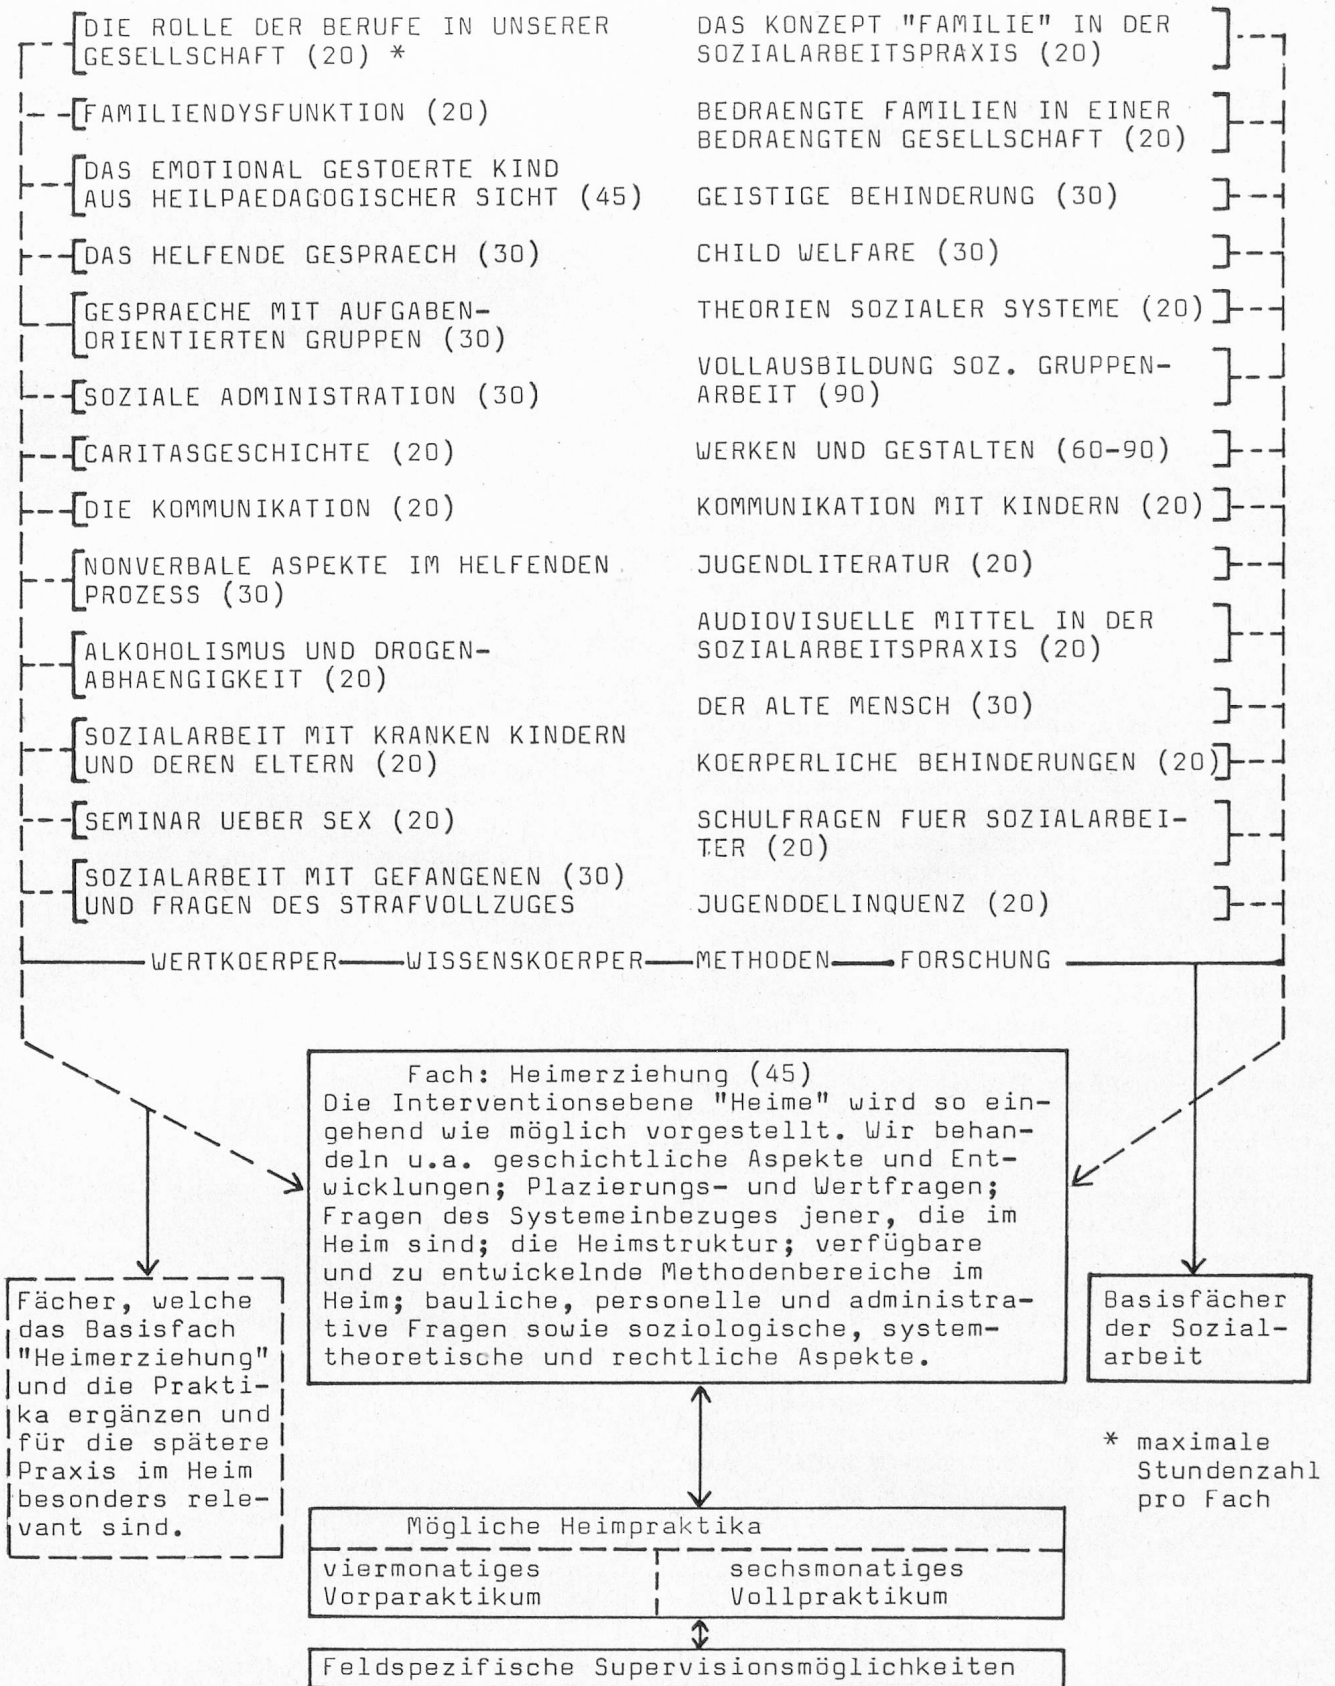 DIE ROLLE DER BERUFE IN UNSERER
GESELLSCHAFT (20) *
FAMILIENDYSFUNKTION (20)
DAS EMOTIONAL GESTOERTE KIND
AUS HEILPAEDAGOGISCHER SICHT (45)
DAS HELFENDE GESPRAECH (30)
GESPRAECHE MIT AUFGABEN-
ORIENTIERTEN GRUPPEN (30)
SOZIALE ADMINISTRATION (30)
CARITASGESCHICHTE (20)
DIE KOMMUNIKATION (20)
NONVERBALE ASPEKTE IM HELFENDEN
PROZESS (30)
ALKOHOLISMUS UND DROGEN-
ABHAENGIGKEIT (20)
SOZIALARBEIT MIT KRANKEN KINDERN
UND DEREN ELTERN (20)
SEMINAR UEBER SEX (20)
SOZIALARBEIT MIT GEFANGENEN (30)
UND FRAGEN DES STRAFVOLLZUGES
DAS KONZEPT "FAMILIE" IN DER
SOZIALARBEITSPRAXIS (20)
BEDRAENGTE FAMILIEN IN EINER
BEDRAENGTEN GESELLSCHAFT (20)
GEISTIGE BEHINDERUNG (30)
CHILD WELFARE (30)
THEORIEN SOZIALER SYSTEME (20)
VOLLAUSBILDUNG SOZ. GRUPPEN-
ARBEIT (90)
WERKEN UND GESTALTEN (60-90)
KOMMUNIKATION MIT KINDERN (20)
JUGENDLITERATUR (20)
AUDIOVISUELLE MITTEL IN DER
SOZIALARBEITSPRAXIS (20)
DER ALTE MENSCH (30)
KOERPERLICHE BEHINDERUNGEN (20)
SCHULFRAGEN FUER SOZIALARBEI-
TER (20)
JUGENDDELINQUENZ (20)
WERTKOERPER WISSENSKOERPER METHODEN FORSCHUNG
Fach: Heimerziehung (45)
Die Interventionsebene "Heime" wird so ein-
gehend wie möglich vorgestellt. Wir behan-
deln u.a. geschichtliche Aspekte und Ent-
wicklungen; Plazierungs- und Wertfragen;
Fragen des Systemeinbezuges jener, die im
Heim sind; die Heimstruktur; verfügbare
und zu entwickelnde Methodenbereiche im
Heim; bauliche, personelle und administra-
tive Fragen sowie soziologische, system-
theoretische und rechtliche Aspekte.
Fächer, welche
das Basisfach
"Heimerziehung"
und die Prakti-
ka ergänzen und
für die spätere
Praxis im Heim
besonders rele-
vant sind.
Basisfächer
der Sozial-
arbeit
* maximale
Stundenzahl
pro Fach
Mögliche Heimpraktika
viermonatiges
Vorparaktikum
sechsmonatiges
Vollpraktikum
Feldspezifische Supervisionsmöglichkeiten